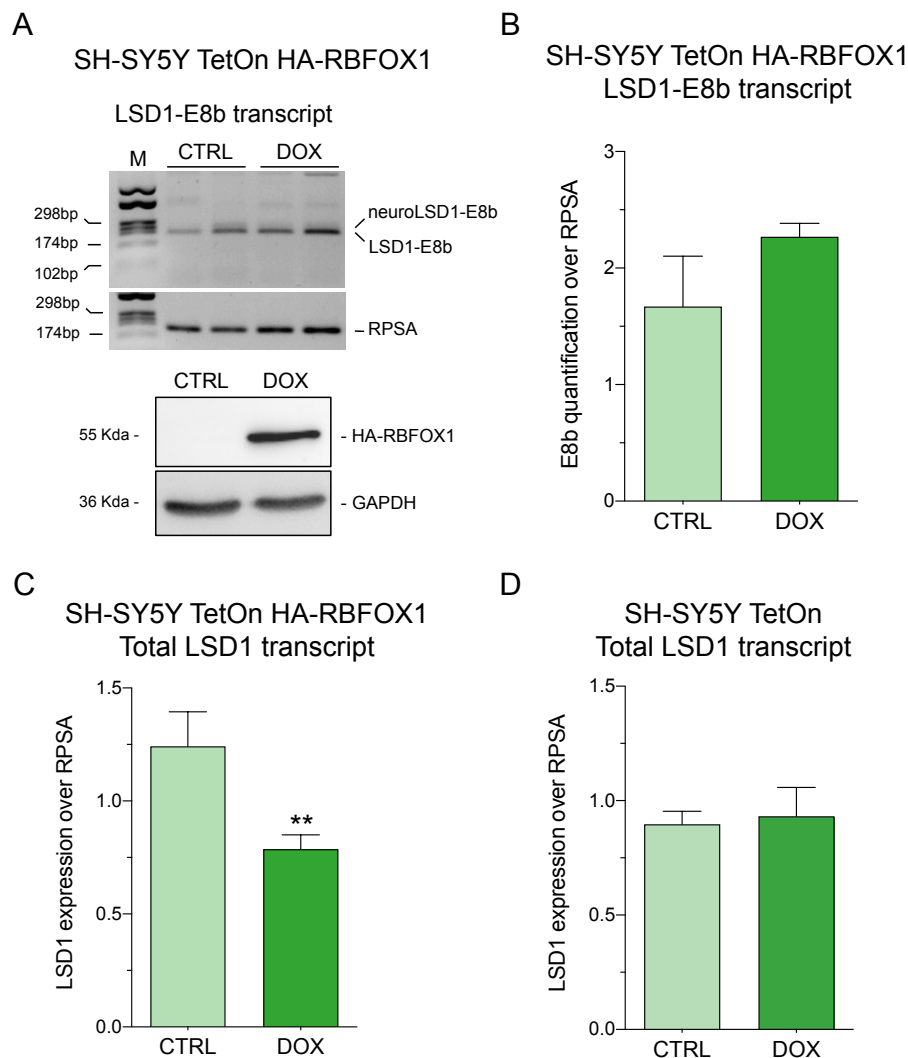 A
SH-SY5Y TetOn HA-RBFOX1
LSD1-E8b transcript
M
CTRL
DOX
298bp
174bp
102bp
neuroLSD1-E8b
LSD1-E8b
298bp
174bp
RPSA
CTRL
DOX
55 Kda -
- HA-RBFOX1
36 Kda -
- GAPDH
B
SH-SY5Y TetOn HA-RBFOX1
LSD1-E8b transcript
E8b quantification over RPSA
3
2
1
0
CTRL
DOX
C
SH-SY5Y TetOn HA-RBFOX1
Total LSD1 transcript
LSD1 expression over RPSA
1.5
1.0
0.5
0.0
**
CTRL
DOX
D
SH-SY5Y TetOn
Total LSD1 transcript
LSD1 expression over RPSA
1.5
1.0
0.5
0.0
CTRL
DOX